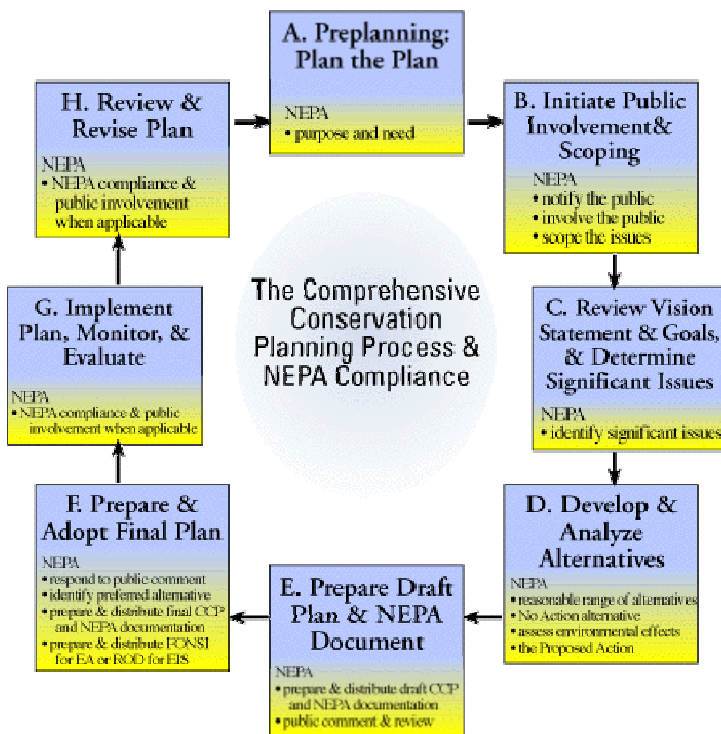 A. Preplanning:
Plan the Plan
NEPA
• purpose and need
B. Initiate Public
Involvement&
Scoping
NEPA
• notify the public
• involve the public
• scope the issues
C. Review Vision
Statement & Goals,
& Determine
Significant Issues
NEPA
• identify significant issues
D. Develop &
Analyze
Alternatives
NEPA
• reasonable range of alternatives
• No Action alternative
• assess environmental effects
• the Proposed Action
E. Prepare Draft
Plan & NEPA
Document
NEPA
• prepare & distribute draft CCP
and NEPA documentation
• public comment & review
F. Prepare &
Adopt Final Plan
NEPA
• respond to public comment
• identify preferred alternative
• prepare & distribute final CCP
and NEPA documentation
• prepare & distribute FONSI
for EA or ROD for EIS
G. Implement
Plan, Monitor, &
Evaluate
NEPA
• NEPA compliance & public
involvement when applicable
H. Review &
Revise Plan
NEPA
• NEPA compliance &
public involvement
when applicable
The Comprehensive
Conservation
Planning Process &
NEPA Compliance